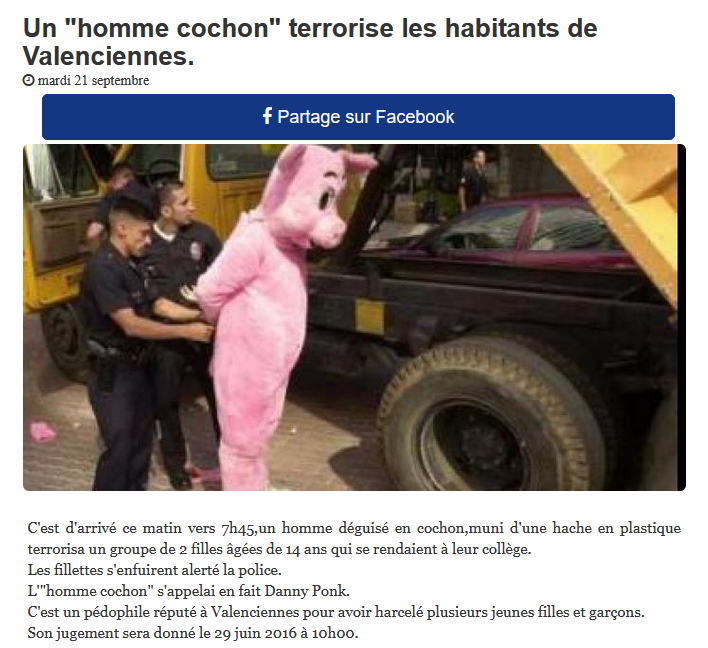 Un "homme cochon" terrorise les habitants de
Valenciennes.
mardi 21 septembre
Partage sur Facebook
C'est d'arrivé ce matin vers 7h45,un homme déguisé en cochon,muni d'une hache en plastique
terrorisa un groupe de 2 filles âgées de 14 ans qui se rendaient à leur collège.
Les fillettes s'enfuirent alerté la police.
L'"homme cochon" s'appelai en fait Danny Ponk.
C'est un pédophile réputé à Valenciennes pour avoir harcelé plusieurs jeunes filles et garçons.
Son jugement sera donné le 29 juin 2016 à 10h00.